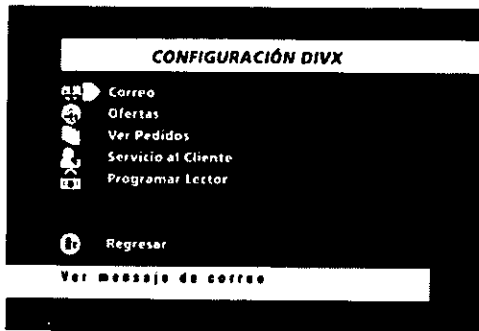 CONFIGURACIÓN DIVX
Correo
Ofertas
Ver Pedidos
Servicio al Cliente
Programar Lector
Regresar
Ver mensaje de correo